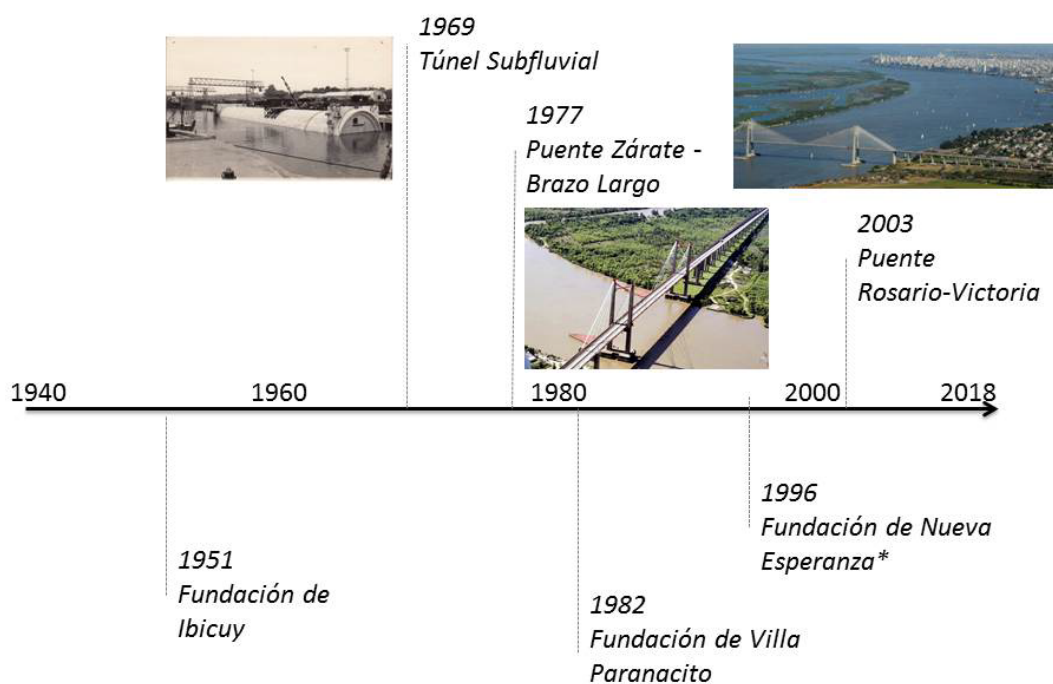 1969
Túnel Subfluvial
1977
Puente Zárate -
Brazo Largo
2003
Puente
Rosario-Victoria
1940
1960
1980
2000
2018
1951
Fundación de
Ibicuy
1982
Fundación de Villa
Paranacito
1996
Fundación de Nueva
Esperanza*